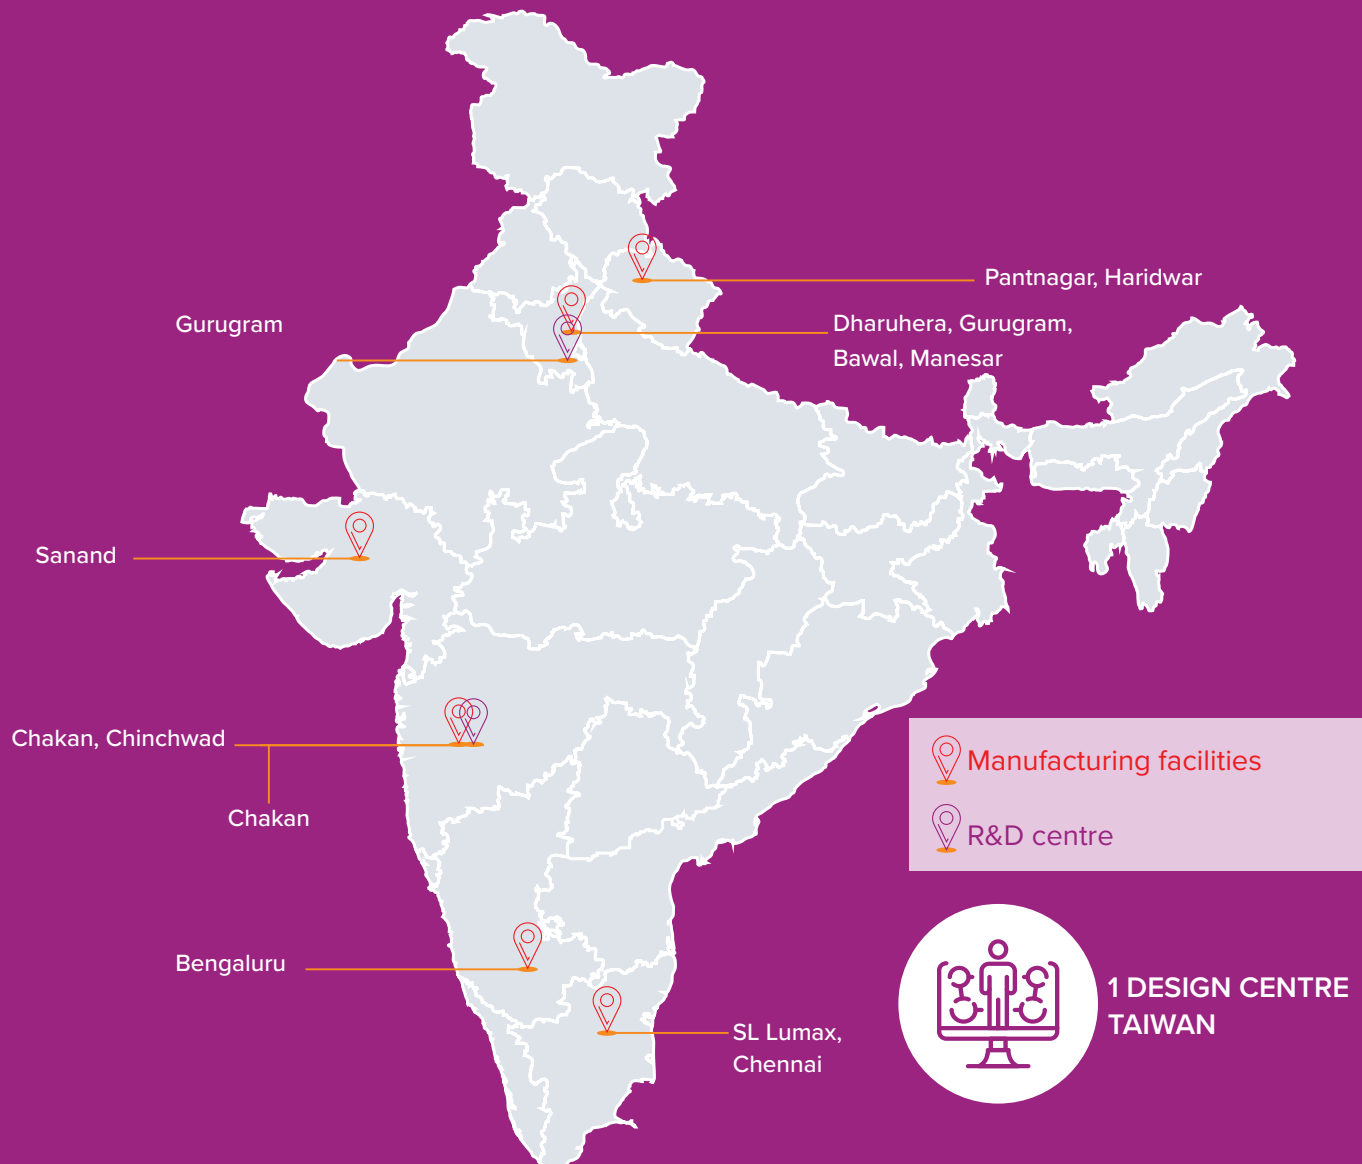 Pantnagar, Haridwar
Gurugram
Dharuhera, Gurugram,
Bawal, Manesar
Sanand
Chakan, Chinchwad
Chakan
Manufacturing facilities
R&D centre
Bengaluru
1 DESIGN CENTRE
TAIWAN
SL Lumax,
Chennai